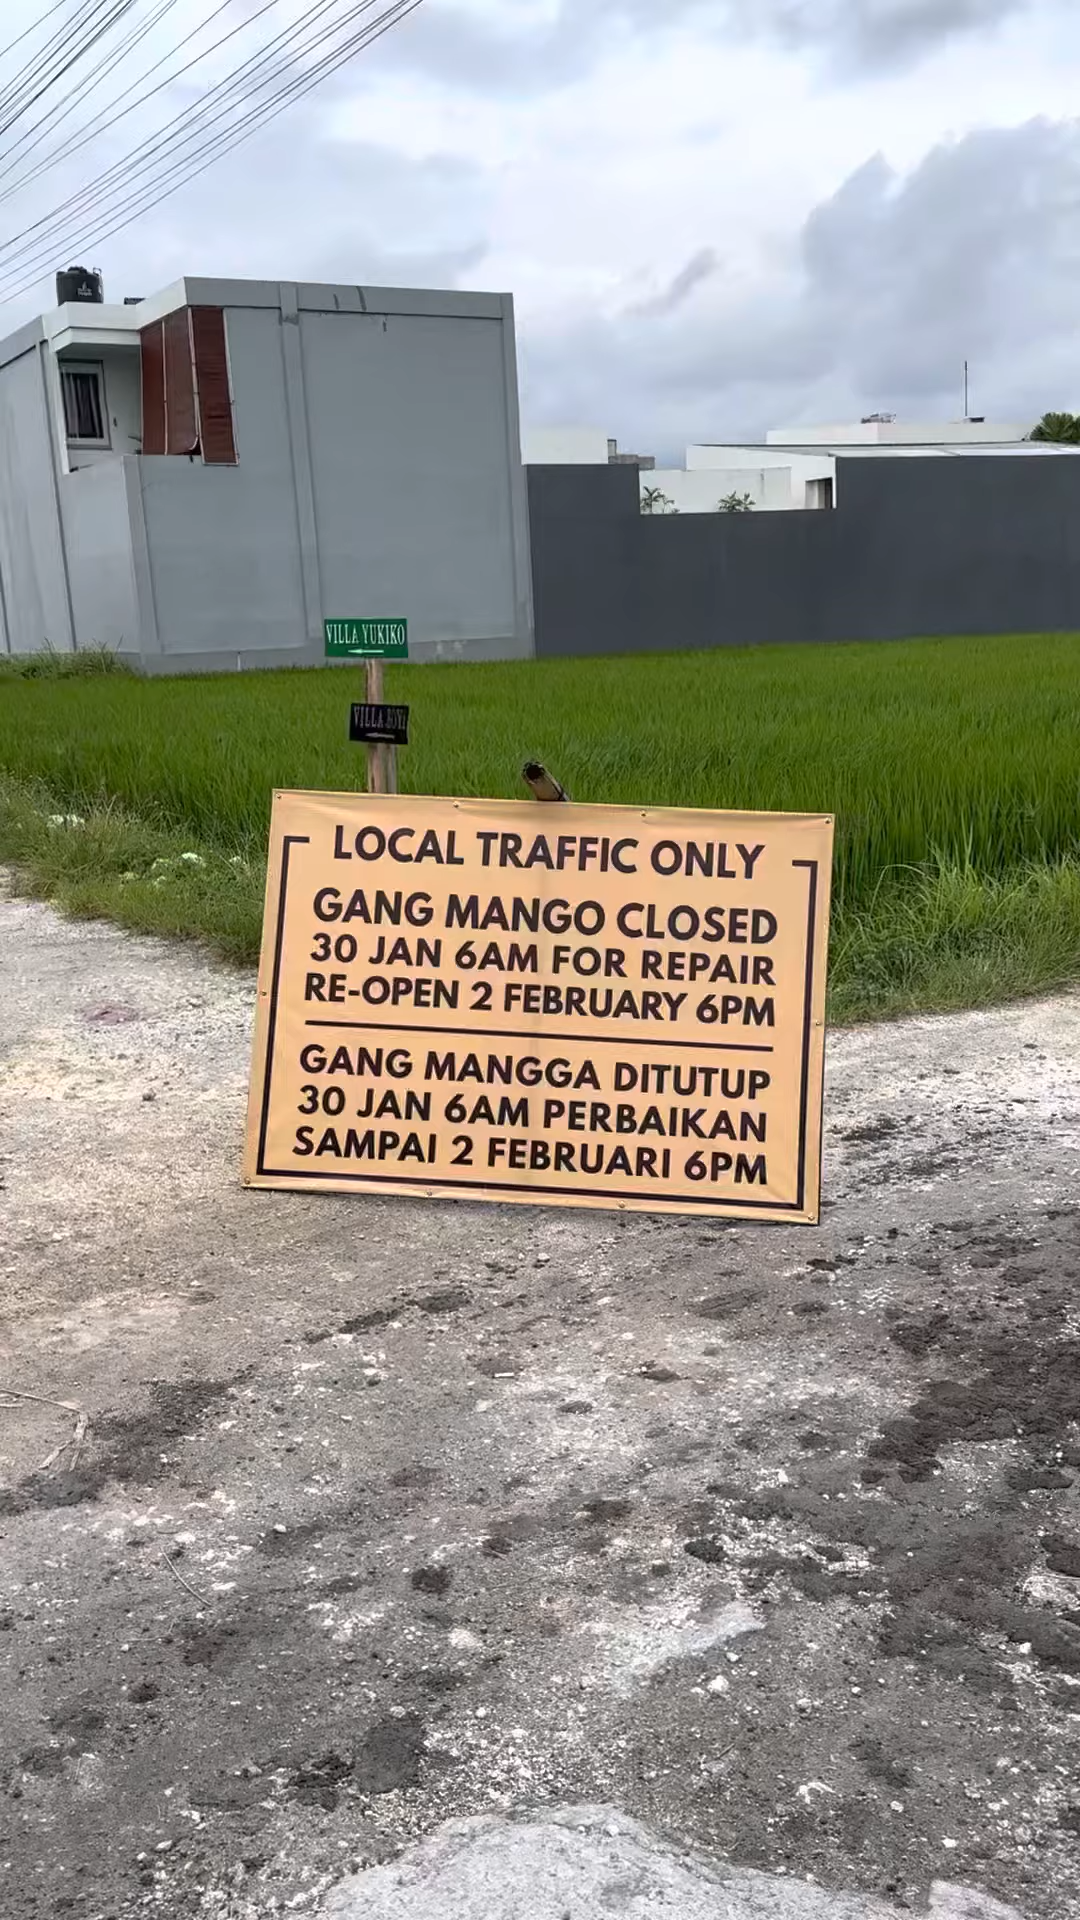 VILLA YUKIKO
VILLA
LOCAL TRAFFIC ONLY
GANG MANGO CLOSED
30 JAN 6AM FOR REPAIR
RE-OPEN 2 FEBRUARY 6PM
GANG MANGGA DITUTUP
30 JAN 6AM PERBAIKAN
SAMPAI 2 FEBRUARI 6PM